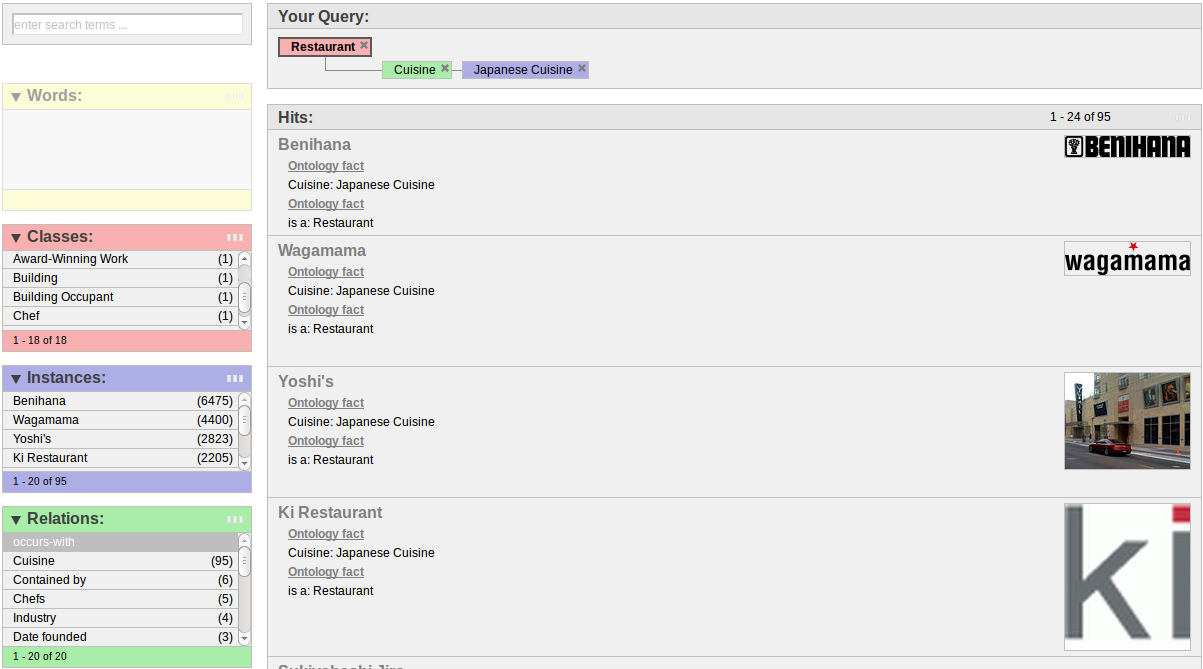 enter search terms ...
Words:
Classes:
Award-Winning Work (1)
Building (1)
Building Occupant (1)
Chef (1)
1 - 18 of 18
Instances:
Benihana (6475)
Wagamama (4400)
Yoshi's (2823)
Ki Restaurant (2205)
1 - 20 of 95
Relations:
occurs-with
Cuisine (95)
Contained by (6)
Chefs (5)
Industry (4)
Date founded (3)
1 - 20 of 20
Your Query:
Restaurant
Cuisine Japanese Cuisine
Hits: 1 - 24 of 95
Benihana
BENIHANA
Ontology fact
Cuisine: Japanese Cuisine
Ontology fact
is a: Restaurant
Wagamama
wagamama
Ontology fact
Cuisine: Japanese Cuisine
Ontology fact
is a: Restaurant
Yoshi's
Ontology fact
Cuisine: Japanese Cuisine
Ontology fact
is a: Restaurant
Ki Restaurant
ki
Ontology fact
Cuisine: Japanese Cuisine
Ontology fact
is a: Restaurant